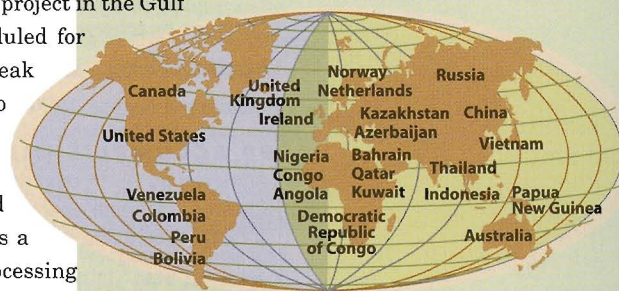 project in the Gulf
duled for
eak
o
d
s a
ocessing
Canada
United States
Venezuela
Colombia
Peru
Bolivia
United
Kingdom
Ireland
Norway
Netherlands
Russia
Kazakhstan
Azerbaijan
China
Vietnam
Nigeria
Congo
Angola
Bahrain
Qatar
Kuwait
Thailand
Indonesia
Papua
New Guinea
Democratic
Republic
of Congo
Australia